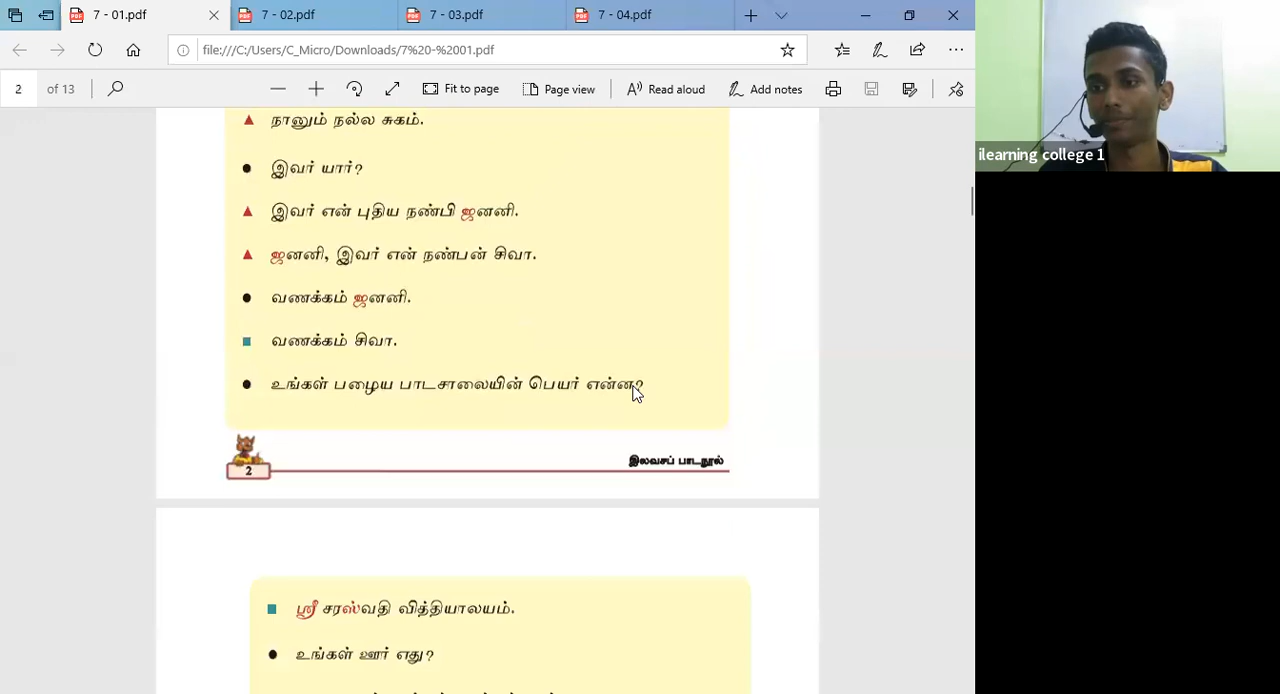 7 - 01.pdf
7 - 02.pdf
7 - 03.pdf
7 - 04.pdf
file:///C:/Users/C_Micro/Downloads/7%20-%2001.pdf
2 of 13
Fit to page
Page view
Read aloud
Add notes
நானும் நல்ல சுகம்.
இவர் யார்?
இவர் என் புதிய நண்பி ஜனனி.
ஜனனி, இவர் என் நண்பன் சிவா.
வணக்கம் ஜனனி.
வணக்கம் சிவா.
உங்கள் பழைய பாடசாலையின் பெயர் என்ன?
2
இலவசப் பாடநூல்
ஸ்ரீ சரஸ்வதி வித்தியாலயம்.
உங்கள் ஊர் எது?
ilearning college 1